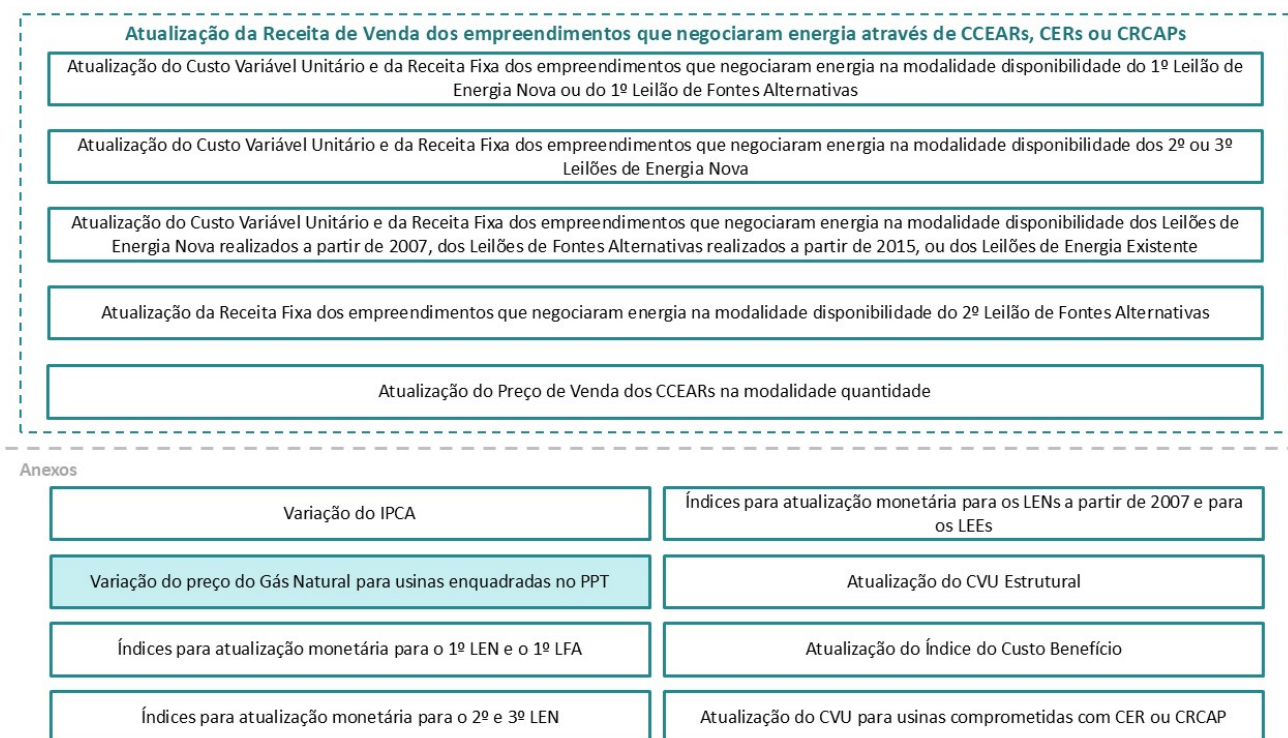 Atualização da Receita de Venda dos empreendimentos que negociaram energia através de CCEARs, CERs ou CRCAPs
Atualização do Custo Variável Unitário e da Receita Fixa dos empreendimentos que negociaram energia na modalidade disponibilidade do 1º Leilão de
Energia Nova ou do 1º Leilão de Fontes Alternativas
Atualização do Custo Variável Unitário e da Receita Fixa dos empreendimentos que negociaram energia na modalidade disponibilidade dos 2º ou 3º
Leilões de Energia Nova
Atualização do Custo Variável Unitário e da Receita Fixa dos empreendimentos que negociaram energia na modalidade disponibilidade dos Leilões de
Energia Nova realizados a partir de 2007, dos Leilões de Fontes Alternativas realizados a partir de 2015, ou dos Leilões de Energia Existente
Atualização da Receita Fixa dos empreendimentos que negociaram energia na modalidade disponibilidade do 2º Leilão de Fontes Alternativas
Atualização do Preço de Venda dos CCEARs na modalidade quantidade
Anexos
Variação do IPCA
Índices para atualização monetária para os LENs a partir de 2007 e para
os LEEs
Variação do preço do Gás Natural para usinas enquadradas no PPT
Atualização do CVU Estrutural
Índices para atualização monetária para o 1º LEN e o 1º LFA
Atualização do Índice do Custo Benefício
Índices para atualização monetária para o 2º e 3º LEN
Atualização do CVU para usinas comprometidas com CER ou CRCAP